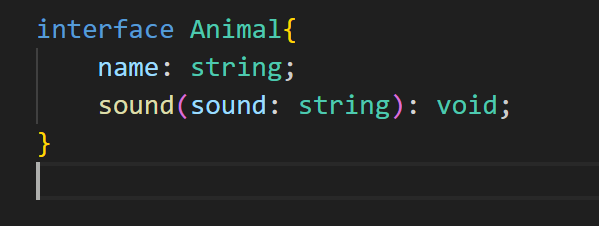 interface Animal{
    name: string;
    sound(sound: string): void;
}